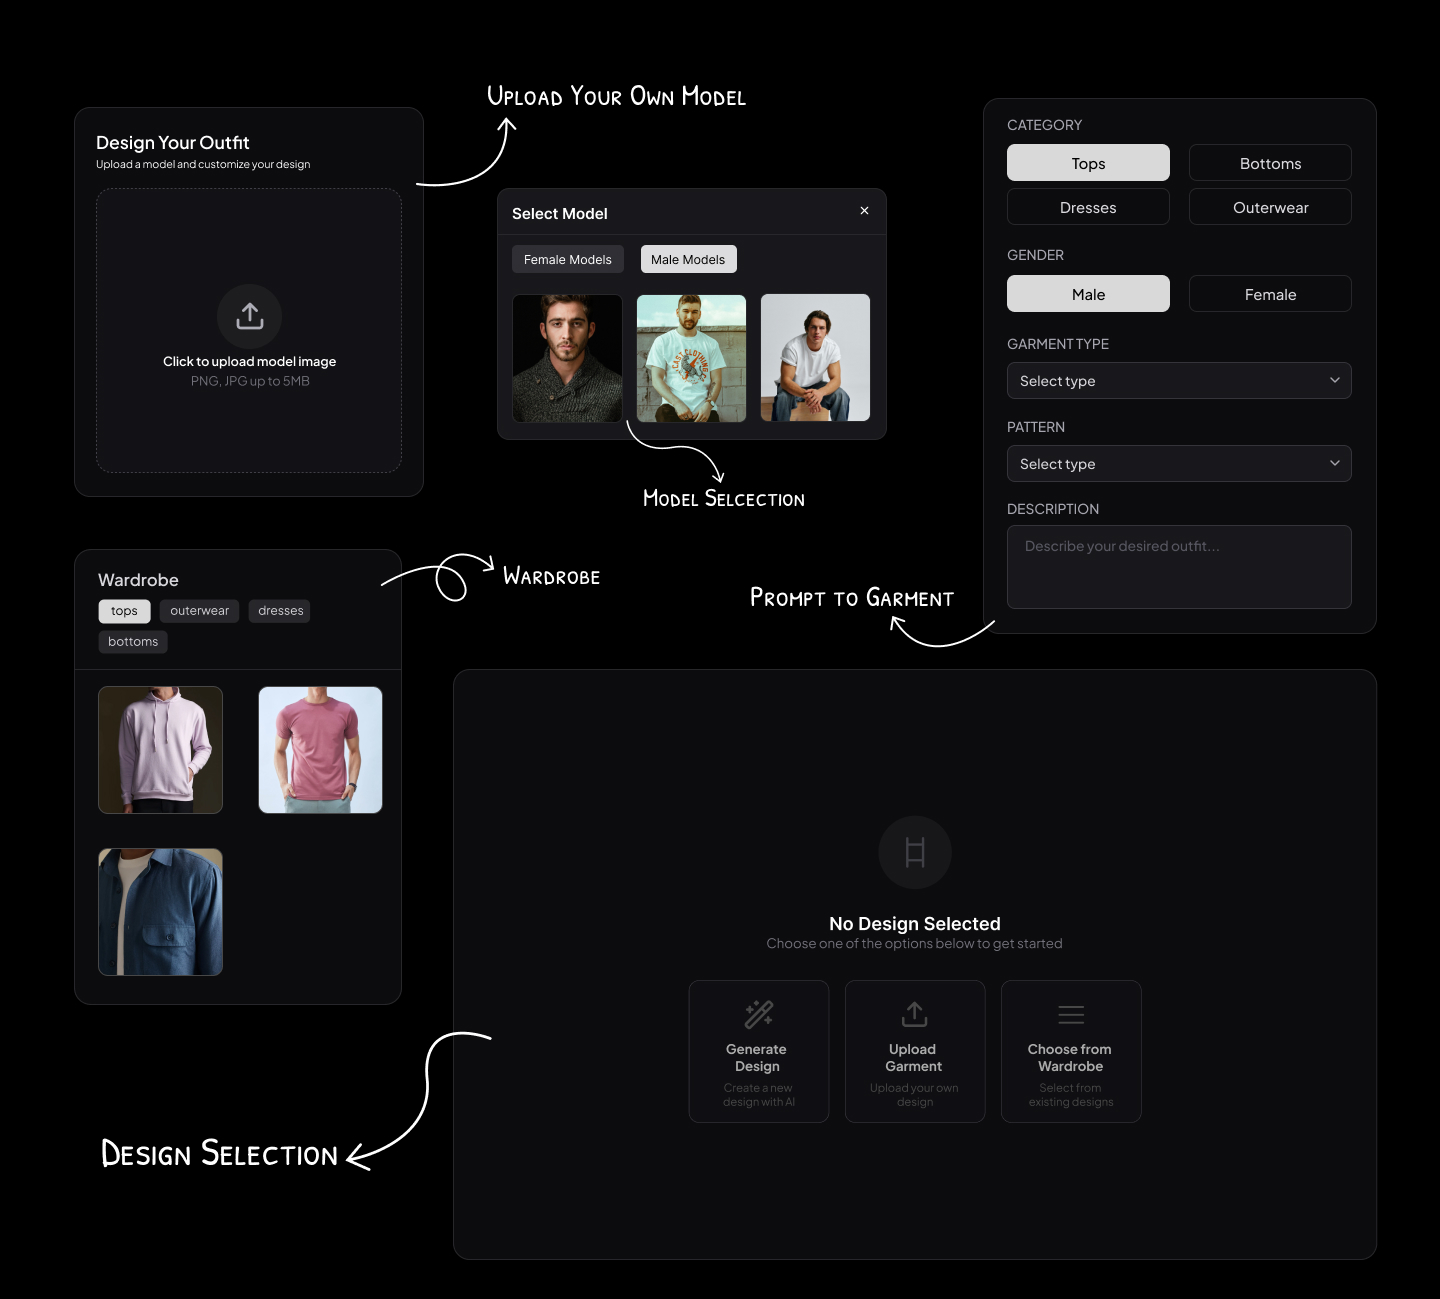 Upload Your Own Model
Design Your Outfit
Upload a model and customize your design
Click to upload model image
PNG, JPG up to 5MB
Select Model
×
Female Models
Male Models
CAST CLOTHING
Model Selcection
CATEGORY
Tops
Bottoms
Dresses
Outerwear
GENDER
Male
Female
GARMENT TYPE
Select type
PATTERN
Select type
DESCRIPTION
Describe your desired outfit...
Prompt to Garment
Wardrobe
Wardrobe
tops
outerwear
dresses
bottoms
No Design Selected
Choose one of the options below to get started
Generate
Design
Create a new
design with AI
Upload
Garment
Upload your own
design
Choose from
Wardrobe
Select from
existing designs
Design Selection